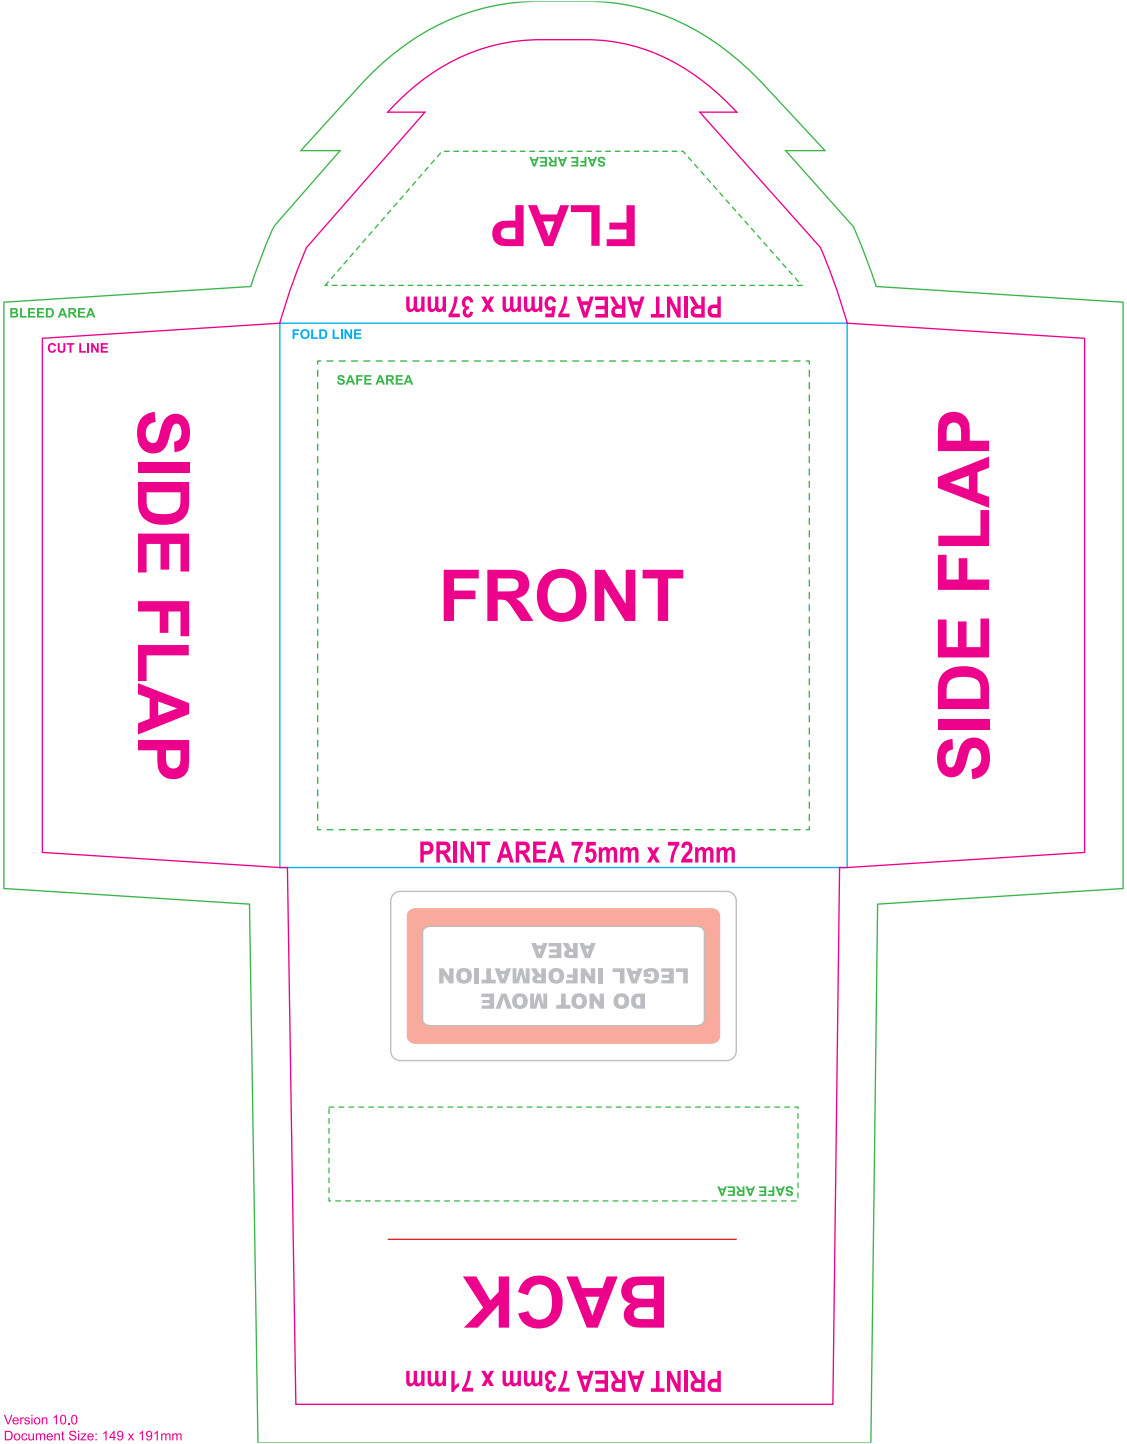 SAFE AREA
FLAP
PRINT AREA 75mm x 37mm
BLEED AREA
CUT LINE
FOLD LINE
SAFE AREA
SIDE FLAP
FRONT
SIDE FLAP
PRINT AREA 75mm x 72mm
DO NOT MOVE
LEGAL INFORMATION
AREA
SAFE AREA
BACK
PRINT AREA 73mm x 71mm
Version 10.0
Document Size: 149 x 191mm